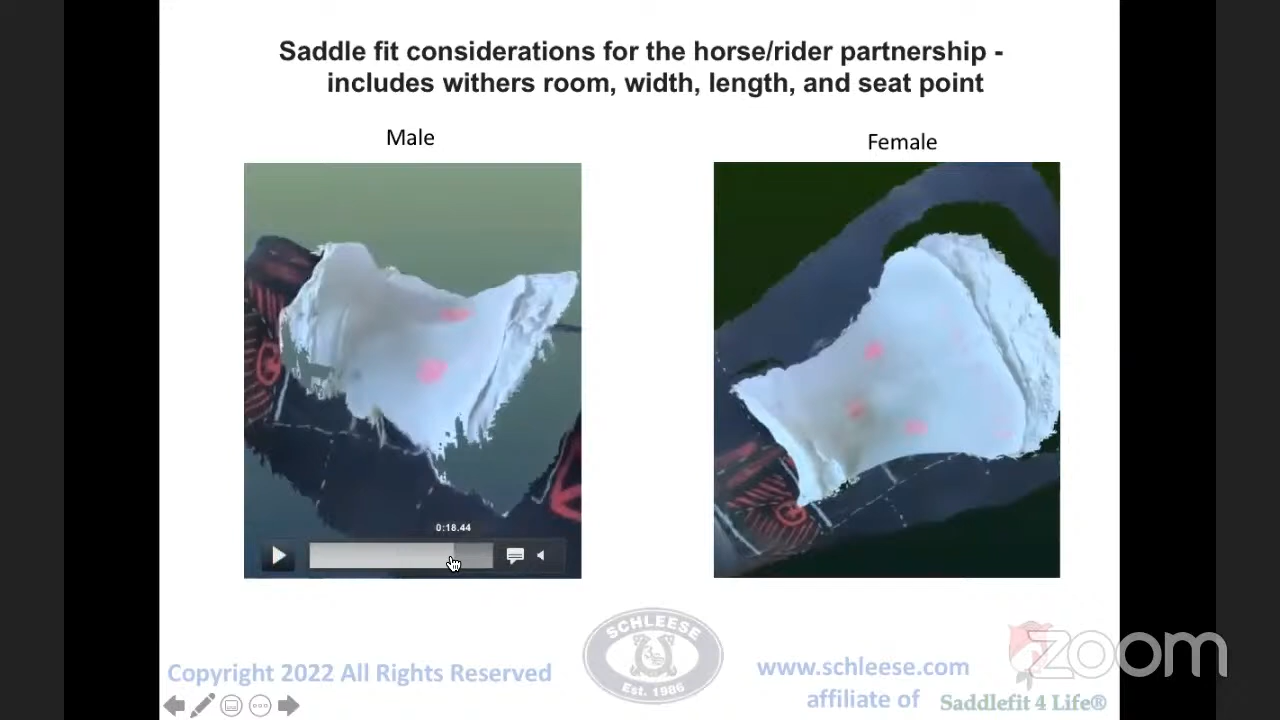 Saddle fit considerations for the horse/rider partnership -
includes withers room, width, length, and seat point
Male
Female
0:18.44
SCHLEESE
Est. 1986
Copyright 2022 All Rights Reserved
www.schleese.com
affiliate of
Saddlefit 4 Life®
zoom